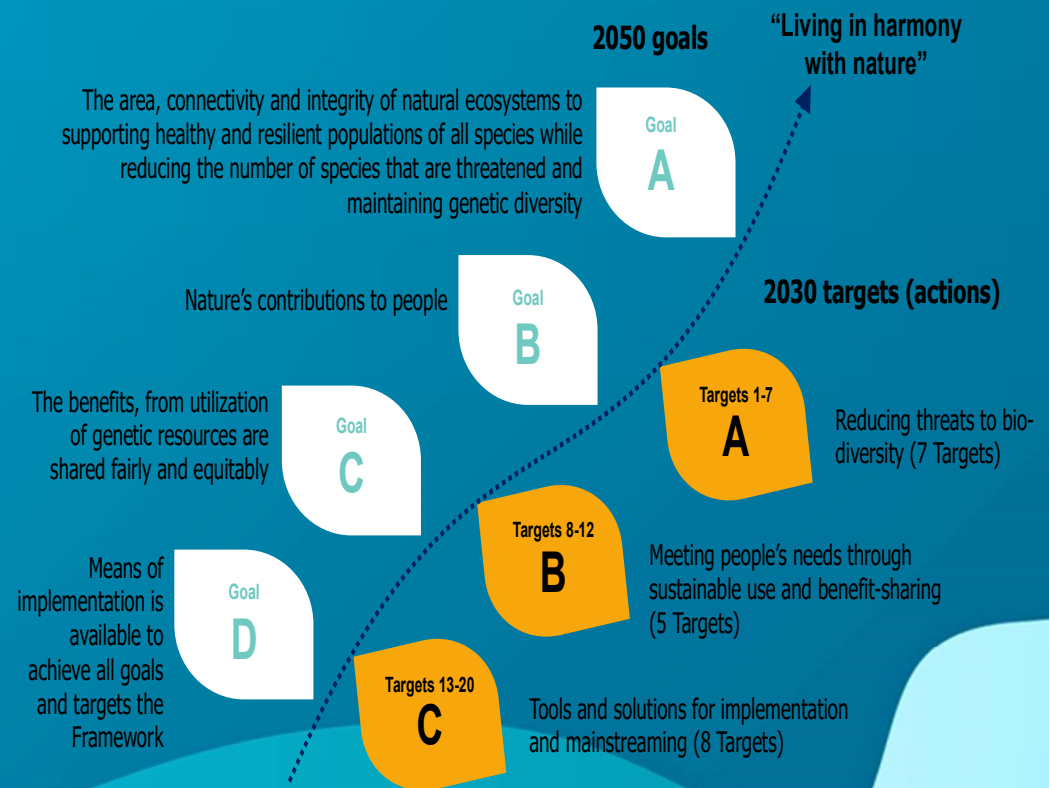 2050 goals
“Living in harmony
with nature”
The area, connectivity and integrity of natural ecosystems to
supporting healthy and resilient populations of all species while
reducing the number of species that are threatened and
maintaining genetic diversity
Goal
A
Nature’s contributions to people
Goal
B
2030 targets (actions)
The benefits, from utilization
of genetic resources are
shared fairly and equitably
Goal
C
Targets 1-7
A
Reducing threats to bio-
diversity (7 Targets)
Means of
implementation is
available to
achieve all goals
and targets the
Framework
Goal
D
Targets 8-12
B
Meeting people’s needs through
sustainable use and benefit-sharing
(5 Targets)
Targets 13-20
C
Tools and solutions for implementation
and mainstreaming (8 Targets)